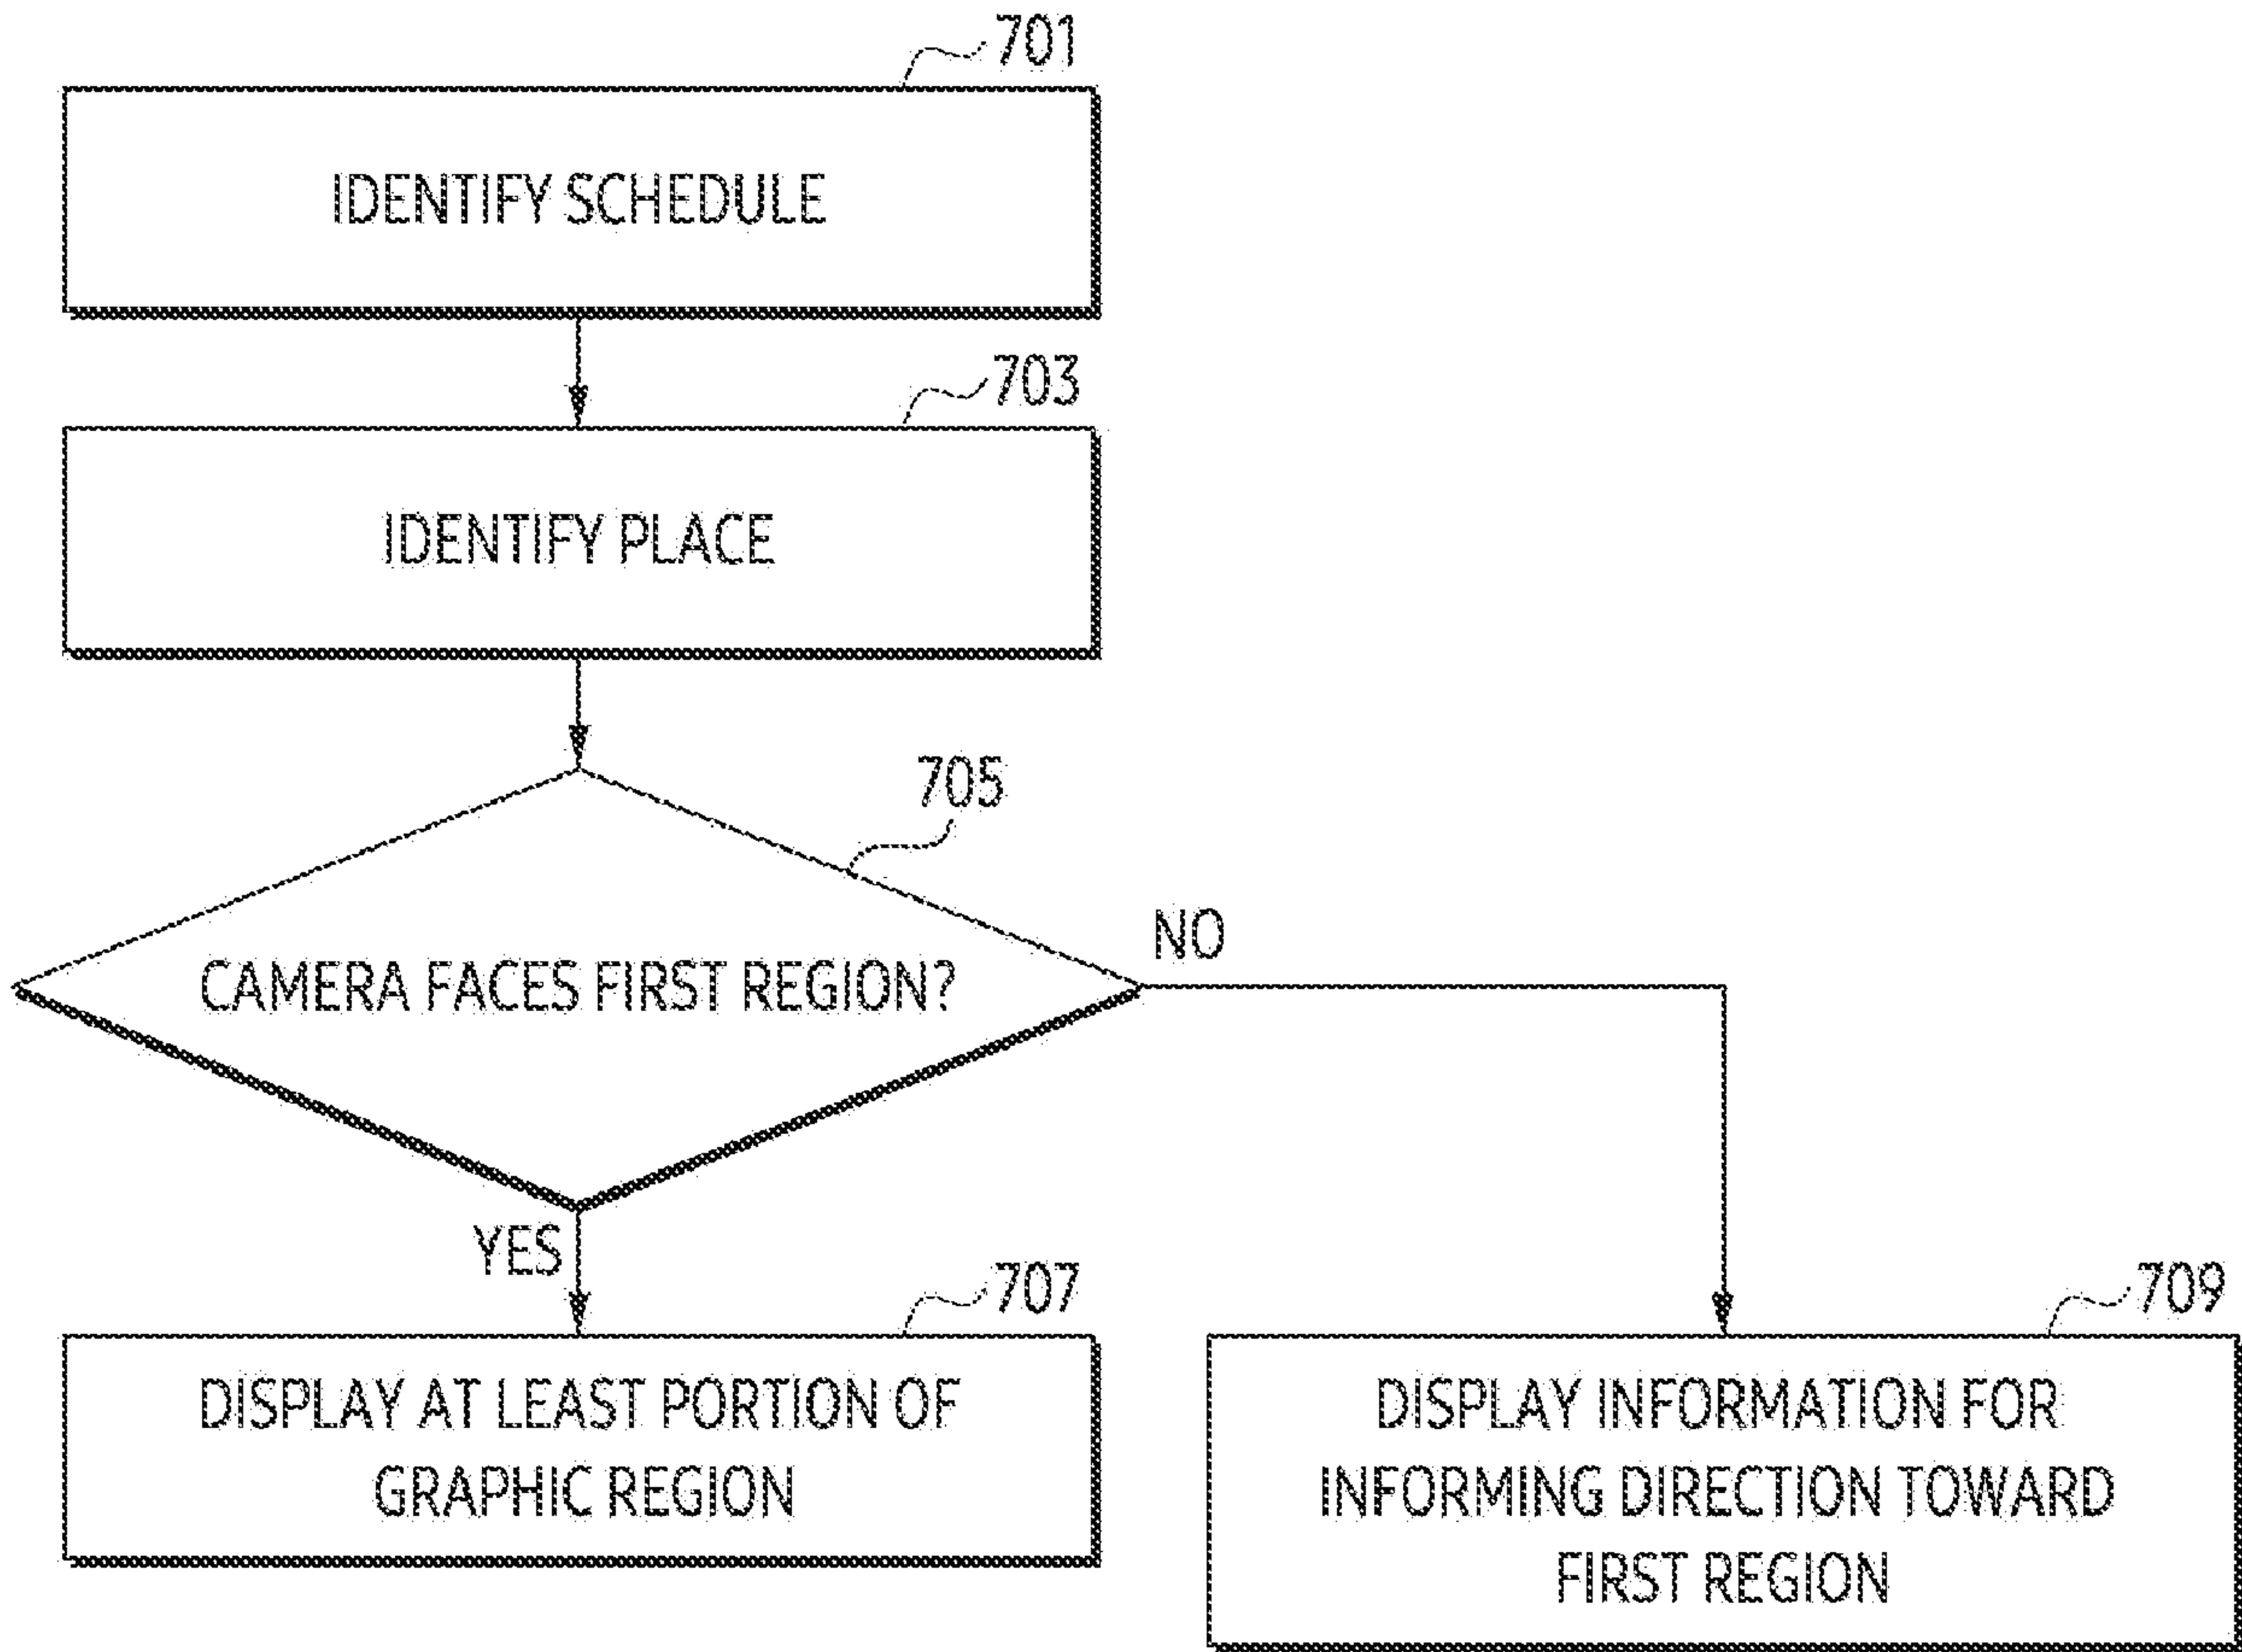 701
IDENTIFY SCHEDULE
703
IDENTIFY PLACE
705
CAMERA FACES FIRST REGION?
NO
YES
707
DISPLAY AT LEAST PORTION OF
GRAPHIC REGION
709
DISPLAY INFORMATION FOR
INFORMING DIRECTION TOWARD
FIRST REGION